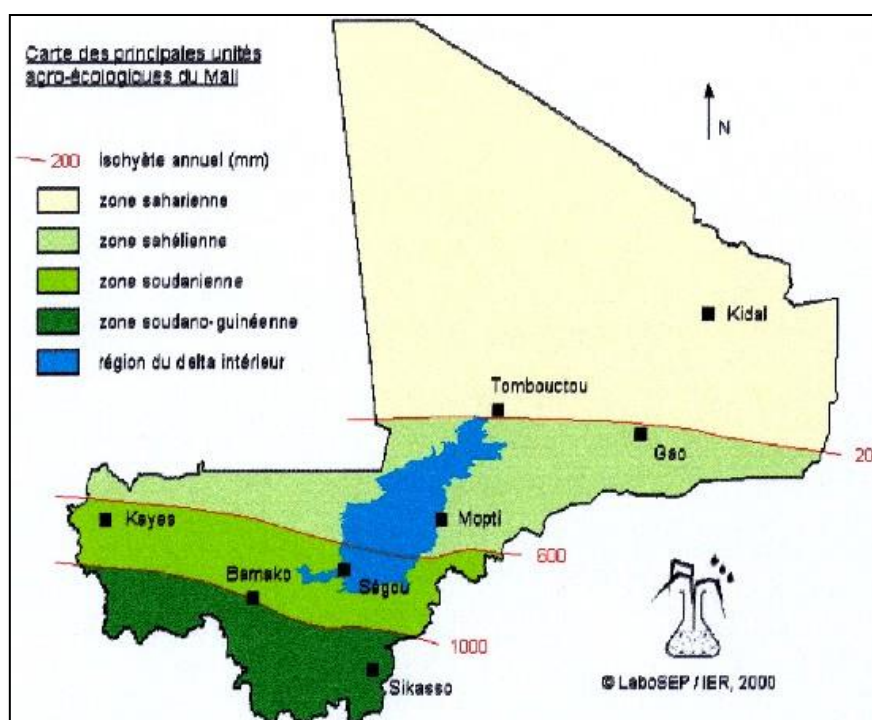 Carte des principales unités
agro-écologiques du Mali
N
200 isohyète annuel (mm)
zone saharienne
zone sahélienne
zone soudanienne
zone soudano-guinéenne
région du delta intérieur
Kidal
Tombouctou
Gao
20
Kayes
Mopti
600
Bamako
Ségou
1000
Sikasso
© LaboSEP / IER, 2000